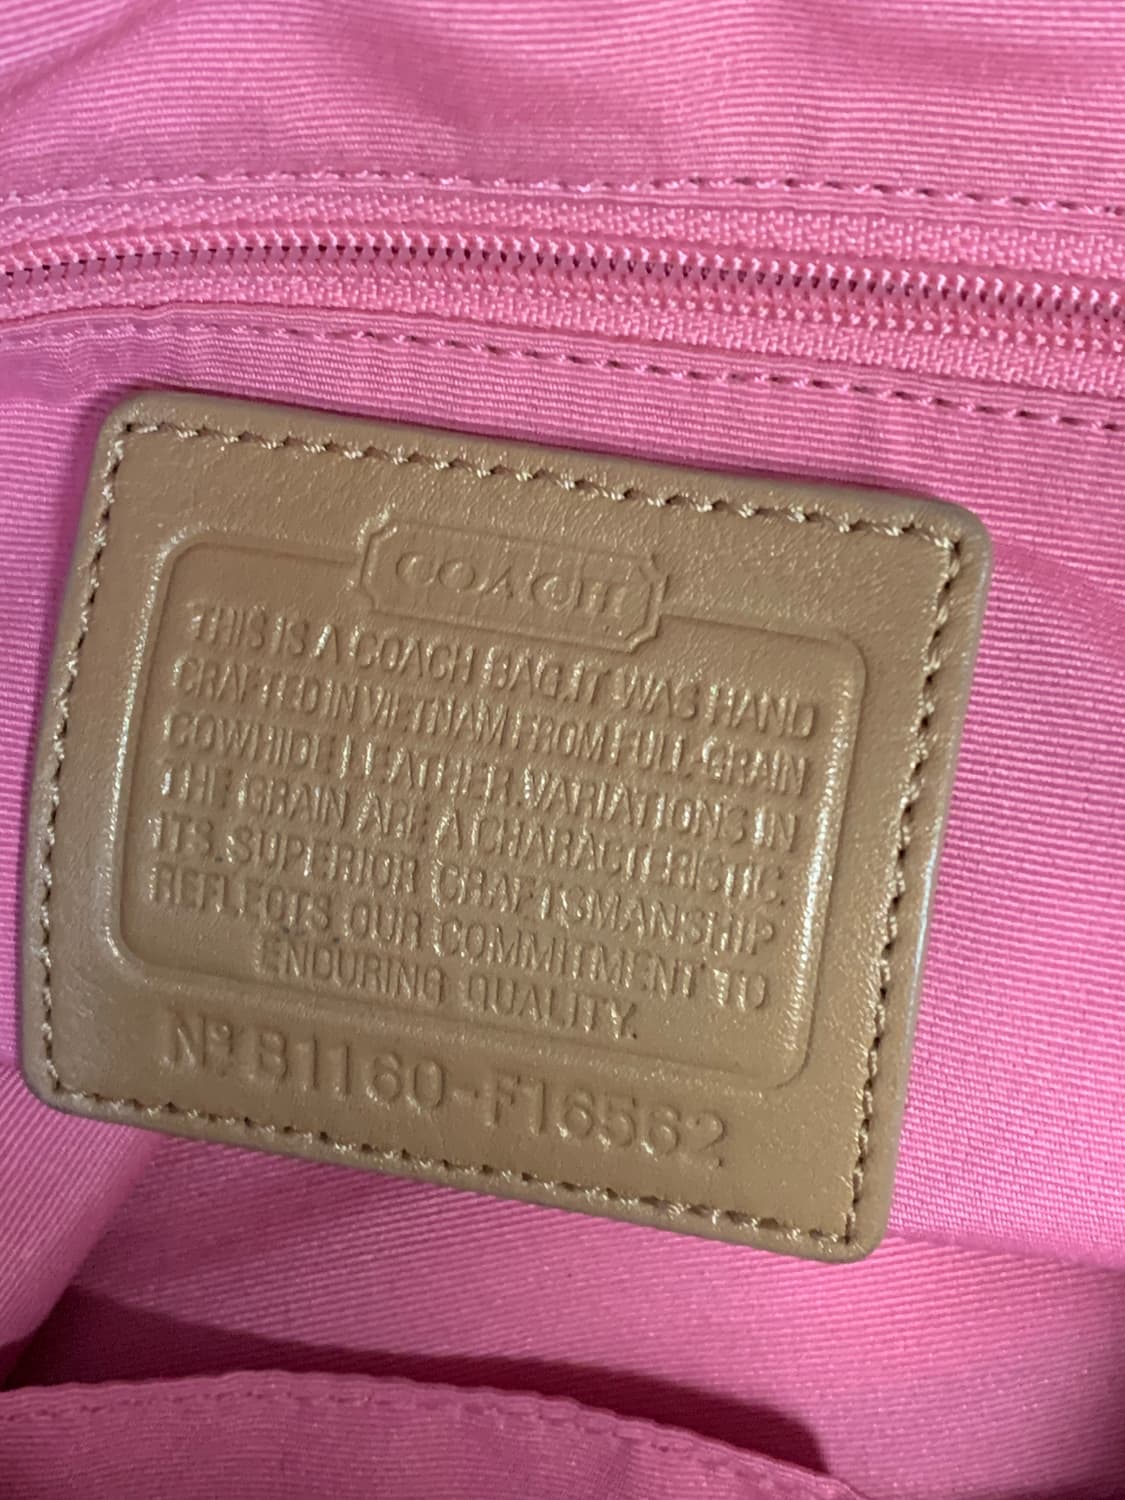 COACH
THIS IS A COACH BAG.IT WAS HAND
CRAFTED IN VIETNAM FROM FULL GRAIN
COWHIDE LEATHER.VARIATIONS IN
THE GRAIN ARE A CHARACTERISTIC.
ITS SUPERIOR CRAFTSMANSHIP
REFLECTS OUR COMMITMENT TO
ENDURING QUALITY.
Nº B1160-F16562